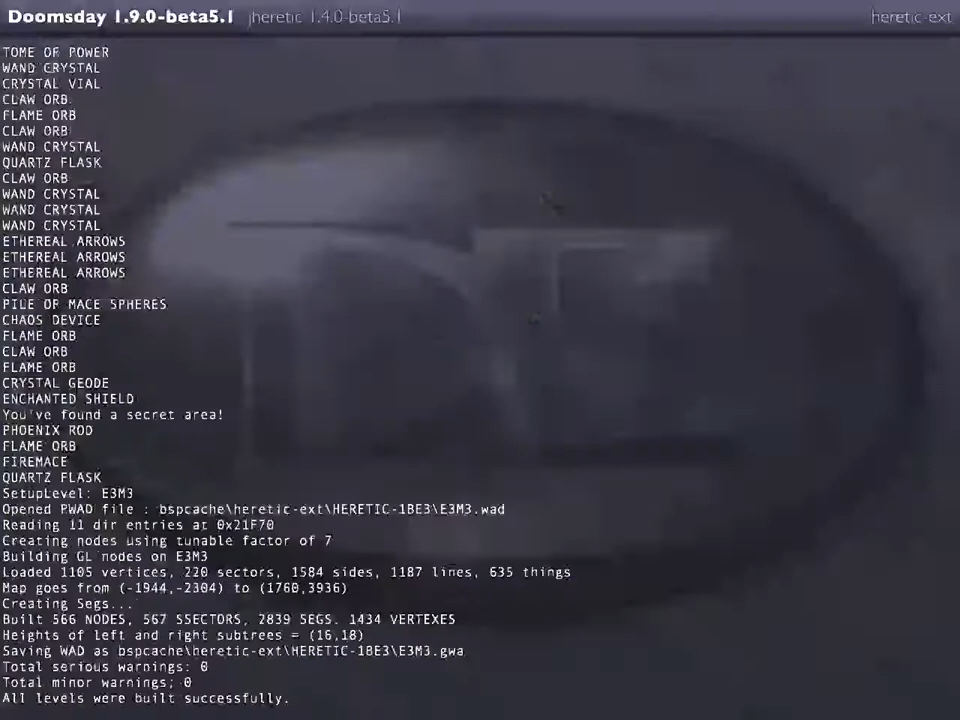 Doomsday 1.9.0-beta5.1 jheretic 1.4.0-beta5.1 heretic-ext
TOME OF POWER
WAND CRYSTAL
CRYSTAL VIAL
CLAW ORB
FLAME ORB
CLAW ORB
WAND CRYSTAL
QUARTZ FLASK
CLAW ORB
WAND CRYSTAL
WAND CRYSTAL
WAND CRYSTAL
ETHEREAL ARROWS
ETHEREAL ARROWS
ETHEREAL ARROWS
CLAW ORB
PILE OF MACE SPHERES
CHAOS DEVICE
FLAME ORB
CLAW ORB
FLAME ORB
CRYSTAL GEODE
ENCHANTED SHIELD
You've found a secret area!
PHOENIX ROD
FLAME ORB
FIREMACE
QUARTZ FLASK
SetupLevel: E3M3
Opened PWAD file : bspcache\heretic-ext\HERETIC-1BE3\E3M3.wad
Reading 11 dir entries at 0x21F70
Creating nodes using tunable factor of 7
Building GL nodes on E3M3
Loaded 1105 vertices, 220 sectors, 1584 sides, 1187 lines, 635 things
Map goes from (-1944,-2304) to (1760,3936)
Creating Segs...
Built 566 NODES, 567 SSECTORS, 2839 SEGS, 1434 VERTEXES
Heights of left and right subtrees = (16,18)
Saving WAD as bspcache\heretic-ext\HERETIC-1BE3\E3M3.gwa
Total serious warnings: 0
Total minor warnings: 0
All levels were built successfully.